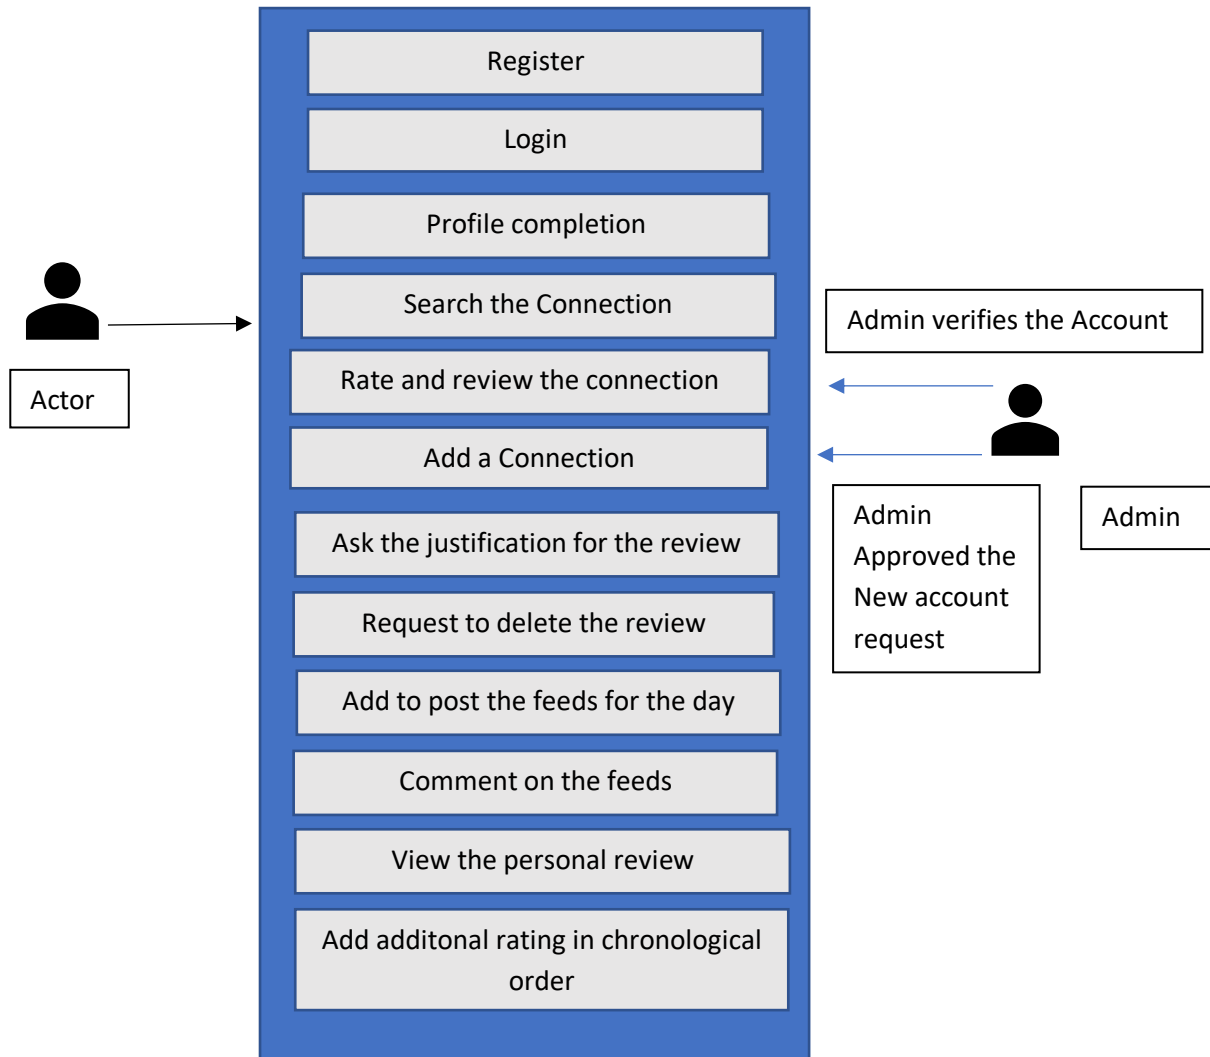 Register
Login
Profile completion
Search the Connection
Rate and review the connection
Add a Connection
Ask the justification for the review
Request to delete the review
Add to post the feeds for the day
Comment on the feeds
View the personal review
Add additonal rating in chronological
order
Actor
Admin verifies the Account
Admin
Approved the
New account
request
Admin